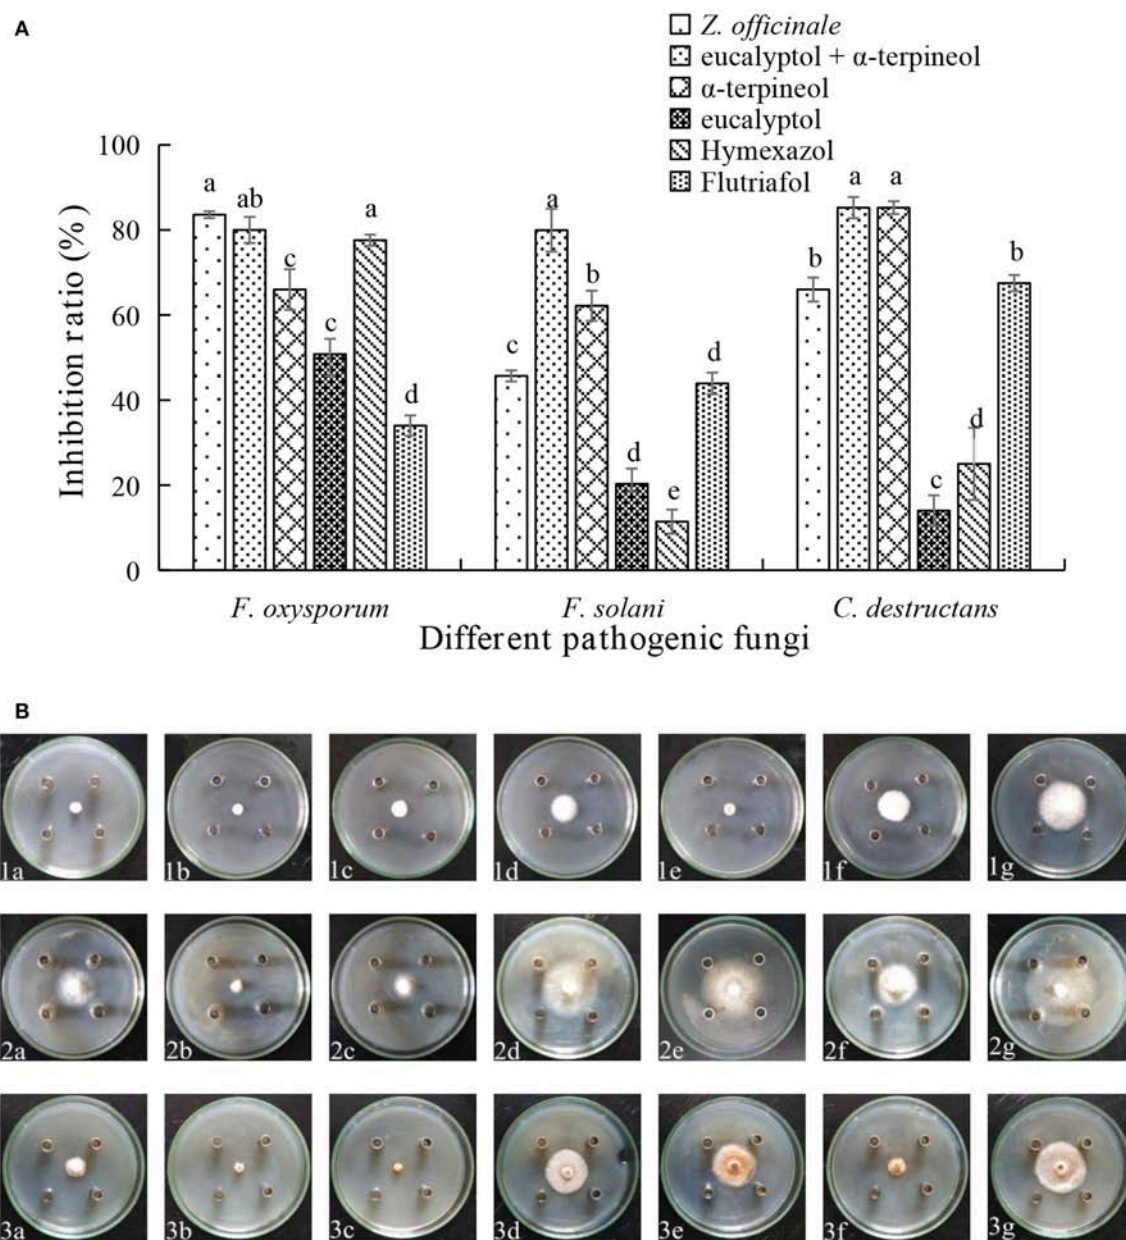 A
Z. officinale
eucalyptol + α-terpineol
α-terpineol
eucalyptol
Hymexazol
Flutriafol
Inhibition ratio (%)
100
80
60
40
20
0
a ab c c a d
c a b d e d
b a a c d b
F. oxysporum F. solani C. destructans
Different pathogenic fungi
B
1a 1b 1c 1d 1e 1f 1g
2a 2b 2c 2d 2e 2f 2g
3a 3b 3c 3d 3e 3f 3g